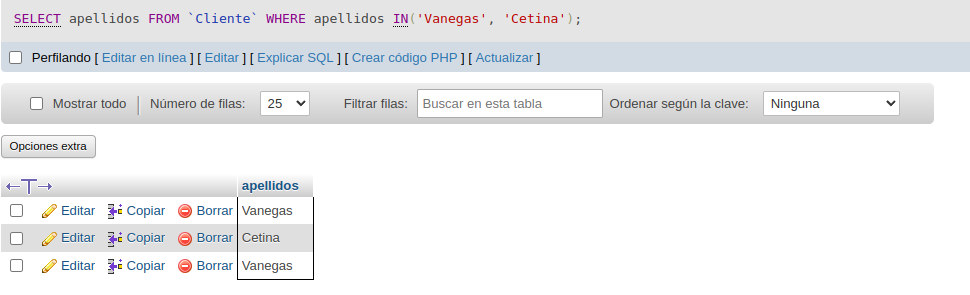 SELECT apellidos FROM `Cliente` WHERE apellidos IN('Vanegas', 'Cetina');
Perfilando [ Editar en línea ] [ Editar ] [ Explicar SQL ] [ Crear código PHP ] [ Actualizar ]
Mostrar todo | Número de filas: 25 Filtrar filas: Buscar en esta tabla Ordenar según la clave: Ninguna
Opciones extra
←T→ apellidos
Editar Copiar Borrar Vanegas
Editar Copiar Borrar Cetina
Editar Copiar Borrar Vanegas